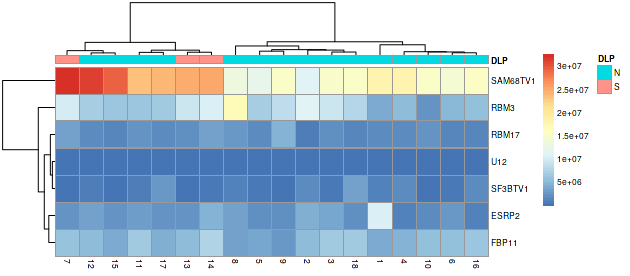 DLP
SAM68TV1
RBM3
RBM17
U12
SF3BTV1
ESRP2
FBP11
7 12 15 11 17 13 14 8 5 9 2 3 18 1 4 10 6 16
3e+07
2.5e+07
2e+07
1.5e+07
1e+07
5e+06
DLP
N
S